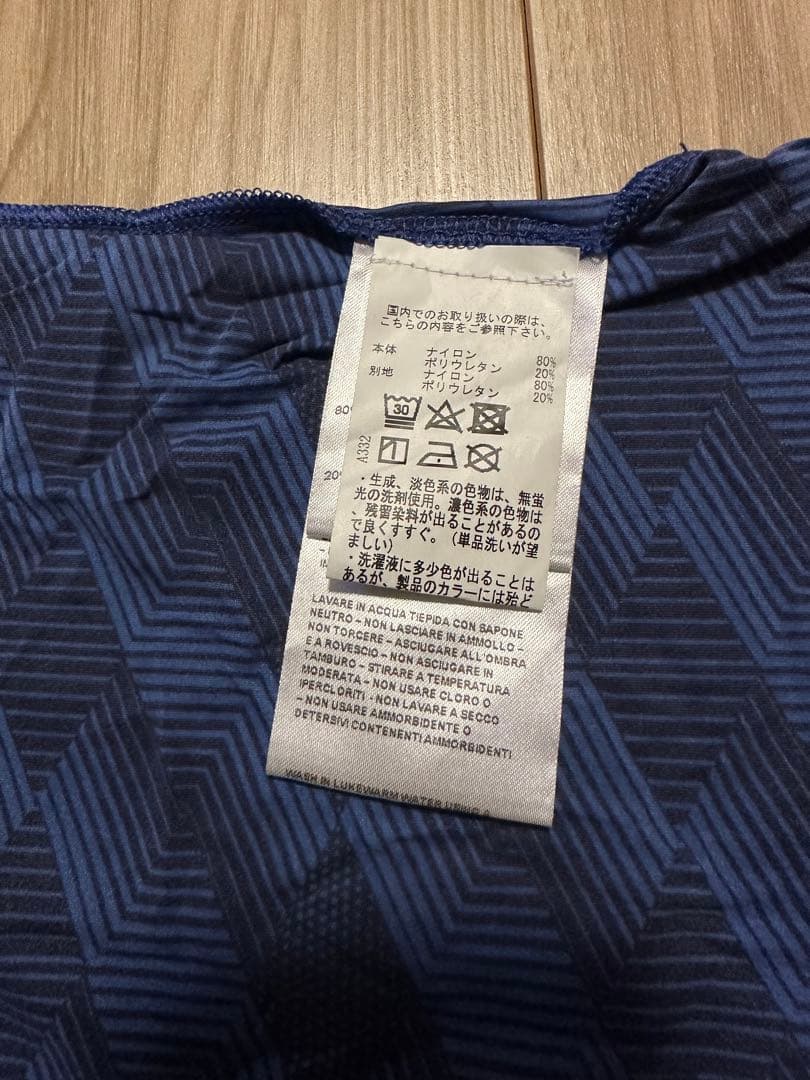 国内でのお取り扱いの際は、
こちらの内容をご参照下さい。
本体 ナイロン 80%
ポリウレタン 20%
別地 ナイロン 80%
ポリウレタン 20%
30
A332
・生成、淡色系の色物は、無蛍
光の洗剤使用。濃色系の色物は
、残留染料が出ることがあるの
で良くすすぐ。（単品洗いが望
ましい）
・洗濯液に多少色が出ることは
あるが、製品のカラーには殆ど
80
20
LAVARE IN ACQUA TIEPIDA CON SAPONE
NEUTRO - NON LASCIARE IN AMMOLLO -
NON TORCERE - ASCIUGARE ALL'OMBRA
E A ROVESCIO - NON ASCIUGARE IN
TAMBURO - STIRARE A TEMPERATURA
MODERATA - NON USARE CLORO O
IPERCLORITI - NON LAVARE A SECCO
- NON USARE AMMORBIDENTE O
DETERSIVI CONTENENTI AMMORBIDENTI
WASH IN LUKEWARM WATER USING A